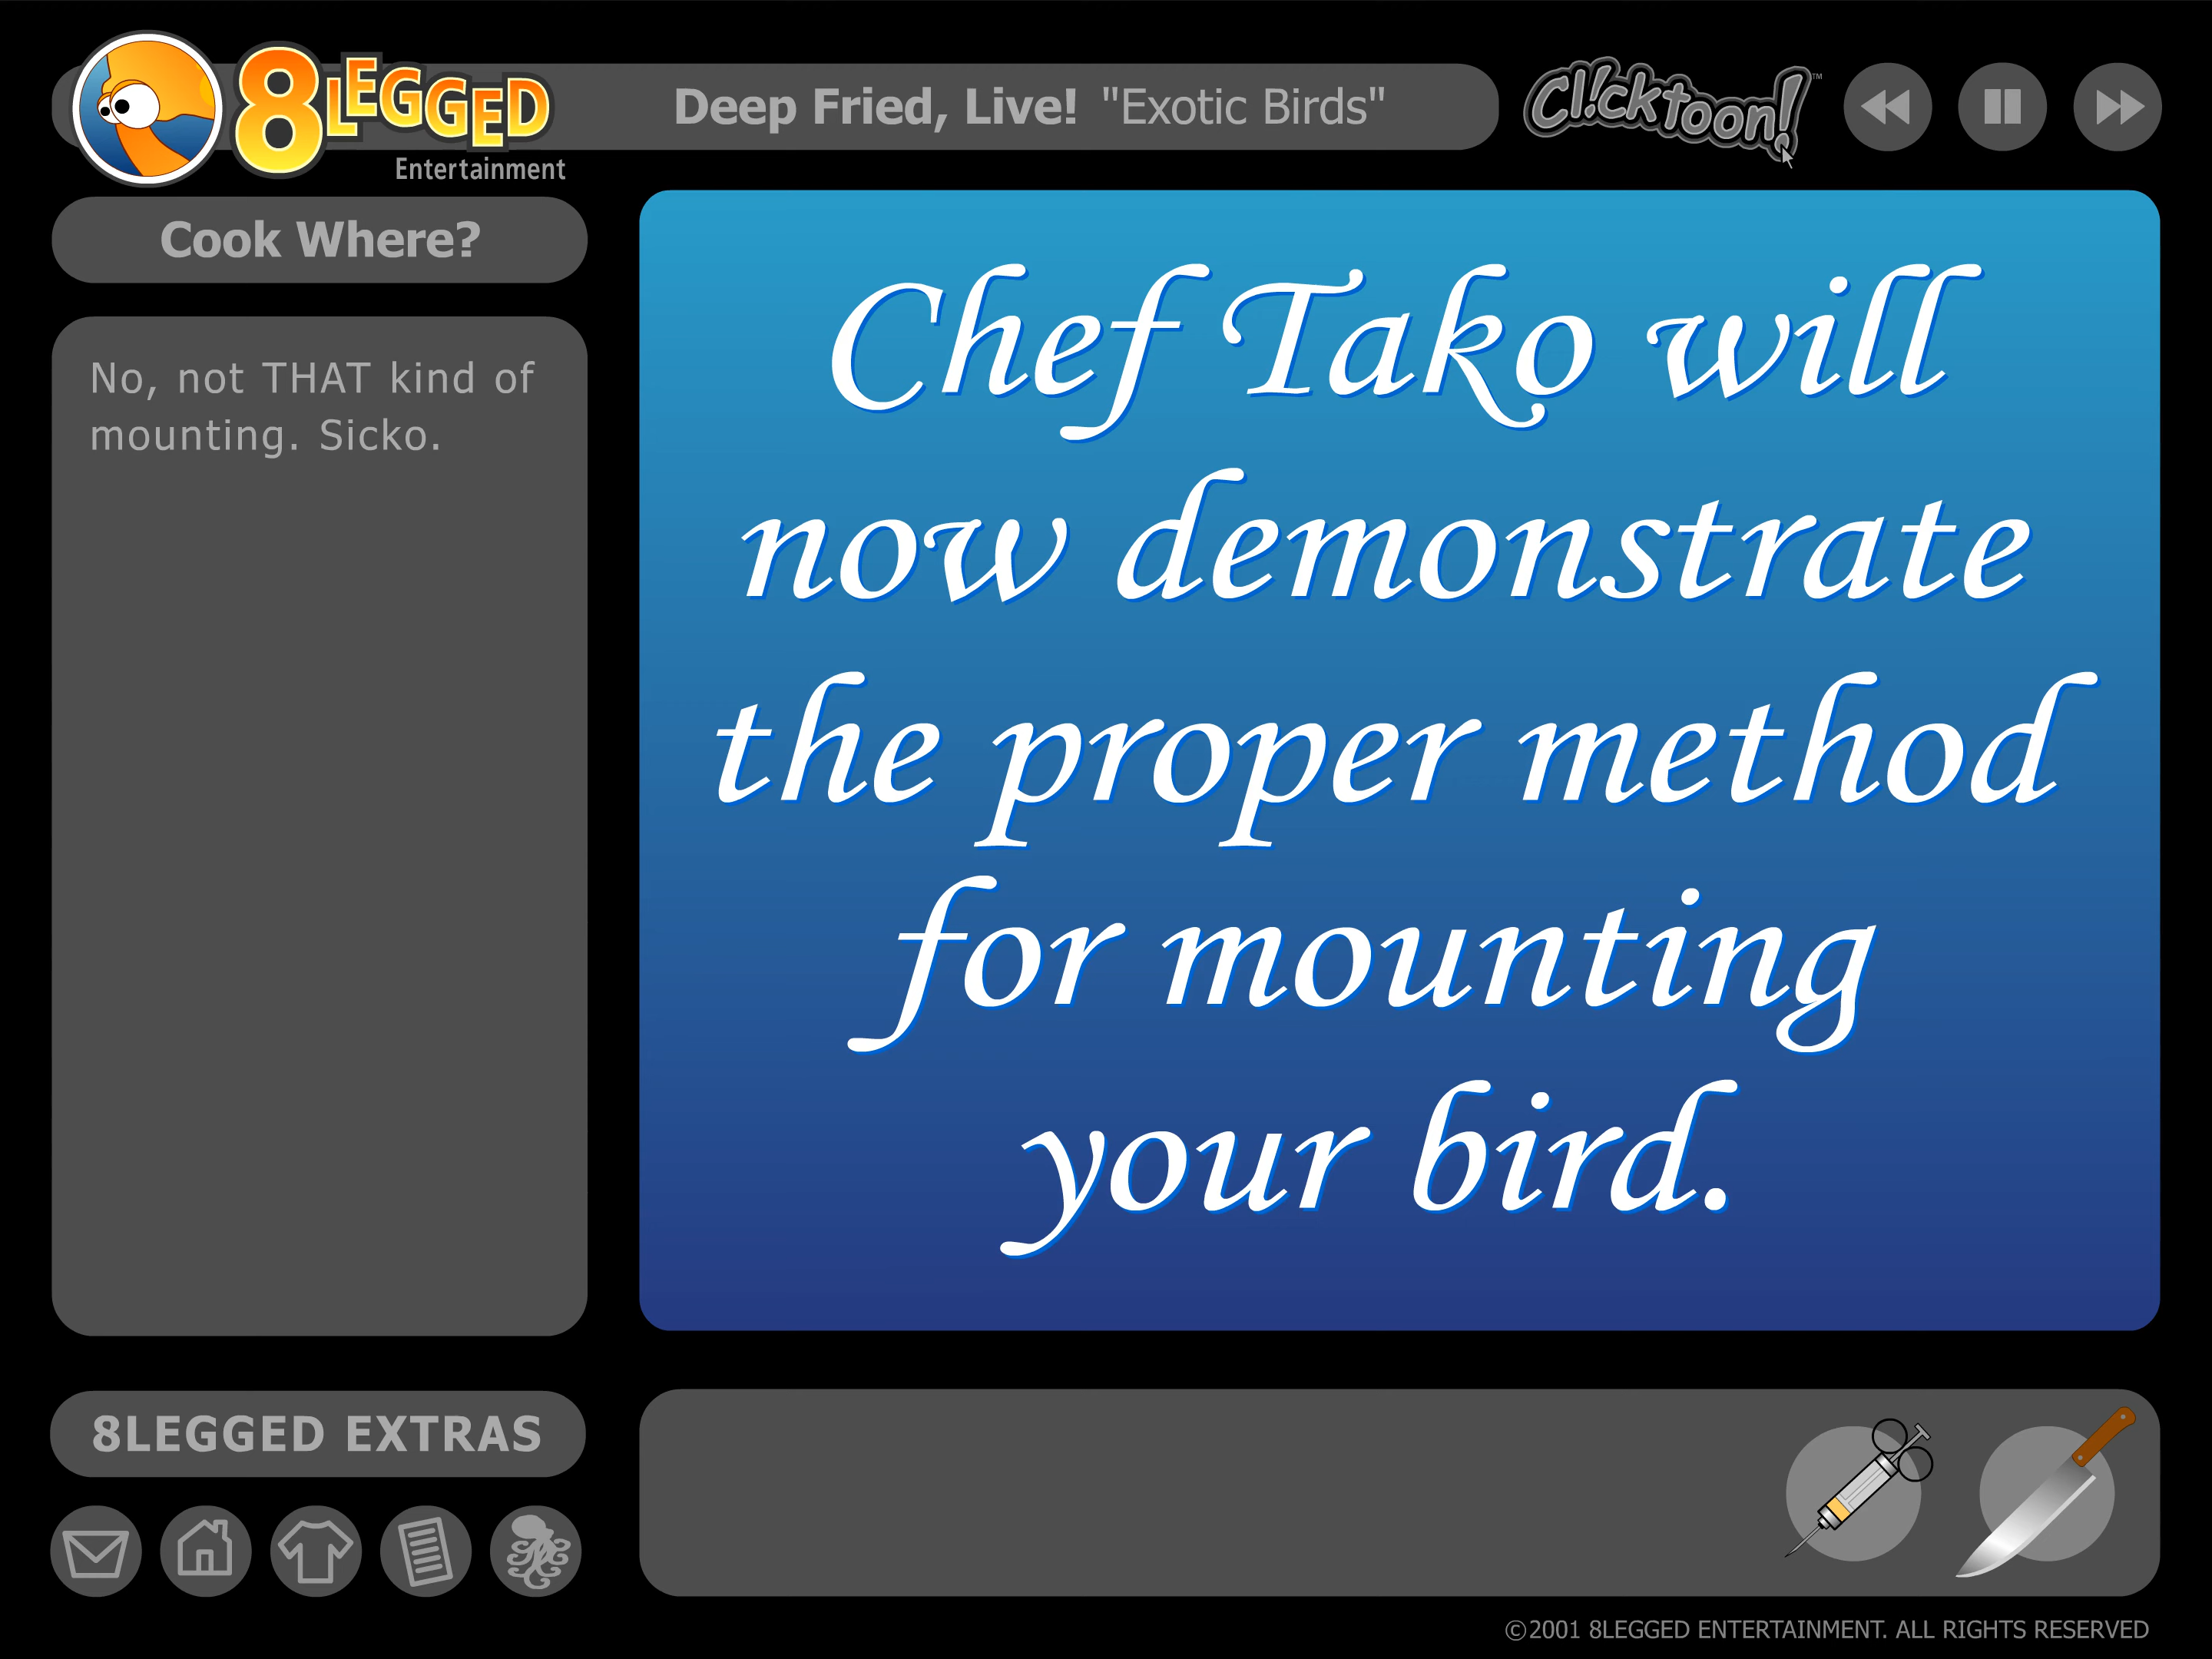 8LEGGED
Entertainment
Deep Fried, Live! "Exotic Birds"
Cl!cktoon!™
Cook Where?
No, not THAT kind of
mounting. Sicko.
Chef Tako will
now demonstrate
the proper method
for mounting
your bird.
8LEGGED EXTRAS
©2001 8LEGGED ENTERTAINMENT. ALL RIGHTS RESERVED